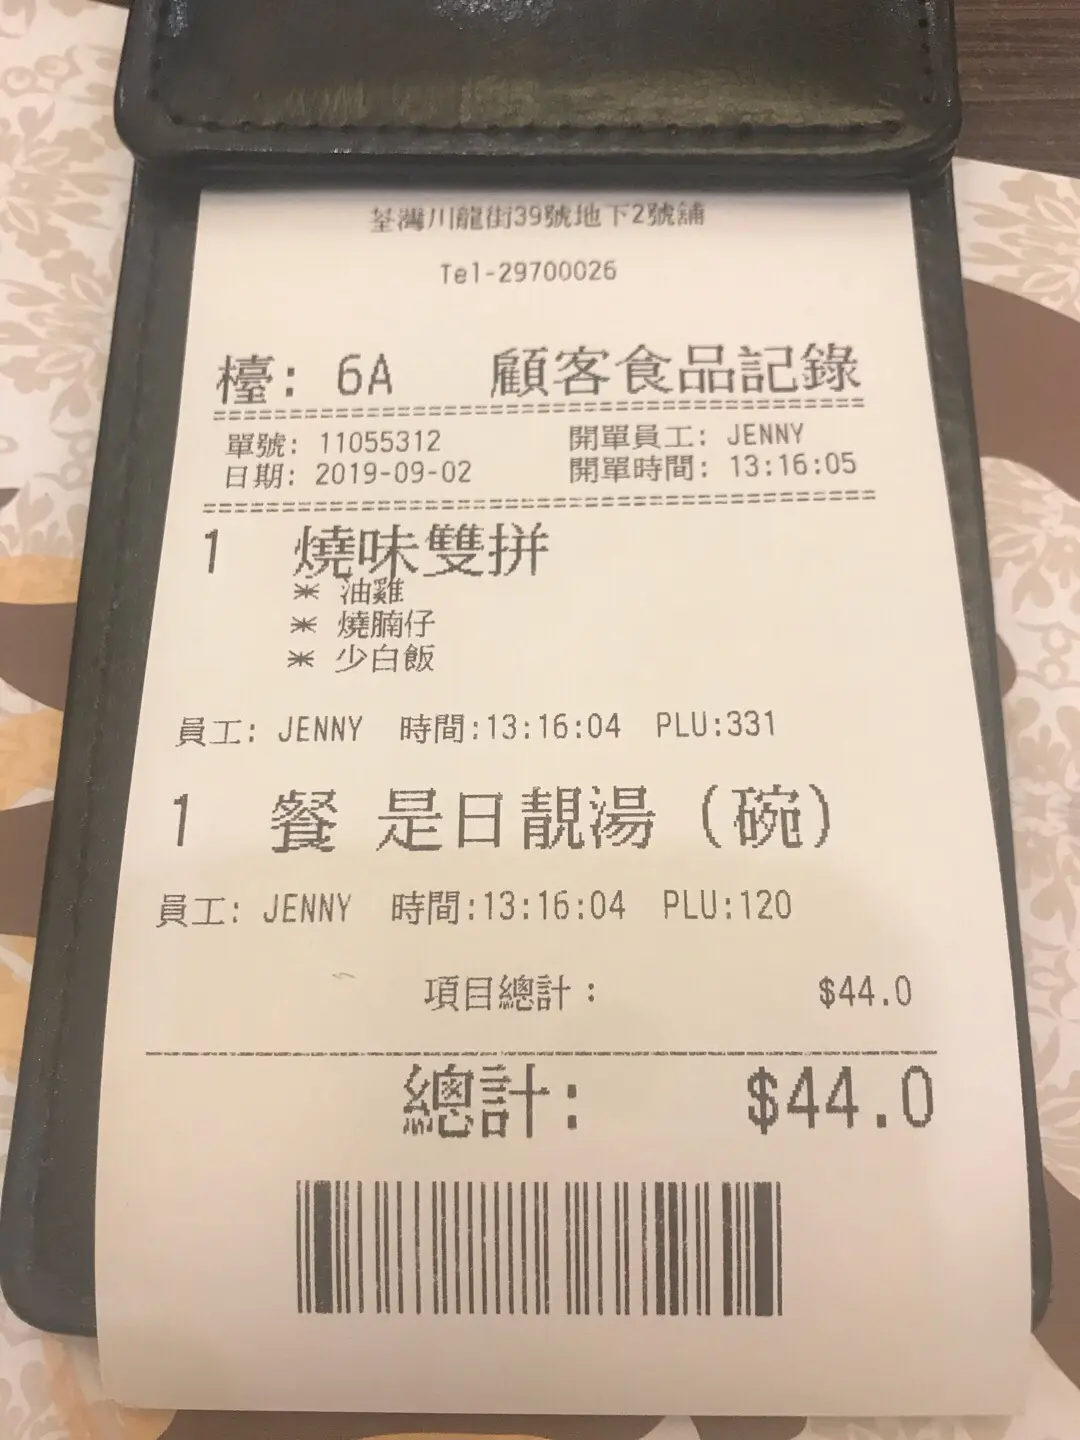 荃灣川龍街39號地下2號舖
Tel-29700026
檯: 6A 顧客食品記錄
單號: 11055312 開單員工: JENNY
日期: 2019-09-02 開單時間: 13:16:05
1 燒味雙拼
* 油雞
* 燒腩仔
* 少白飯
員工: JENNY 時間:13:16:04 PLU:331
1 餐 是日靚湯 (碗)
員工: JENNY 時間:13:16:04 PLU:120
項目總計: $44.0
總計: $44.0